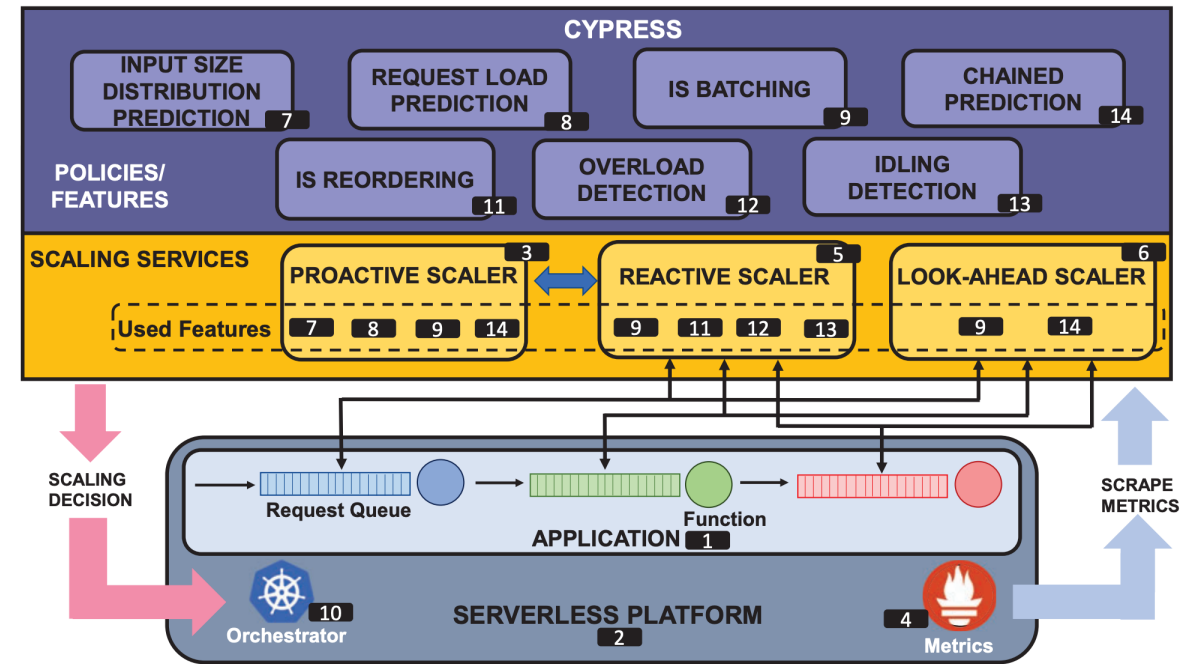 CYPRESS
INPUT SIZE
DISTRIBUTION
PREDICTION
7
REQUEST LOAD
PREDICTION
8
IS BATCHING
9
CHAINED
PREDICTION
14
POLICIES/
FEATURES
IS REORDERING
11
OVERLOAD
DETECTION
12
IDLING
DETECTION
13
SCALING SERVICES
PROACTIVE SCALER
3
REACTIVE SCALER
5
LOOK-AHEAD SCALER
6
Used Features
7 8 9 14
9 11 12 13
9 14
SCALING
DECISION
SCRAPE
METRICS
Request Queue
Function
APPLICATION 1
Orchestrator
10
SERVERLESS PLATFORM
2
4
Metrics